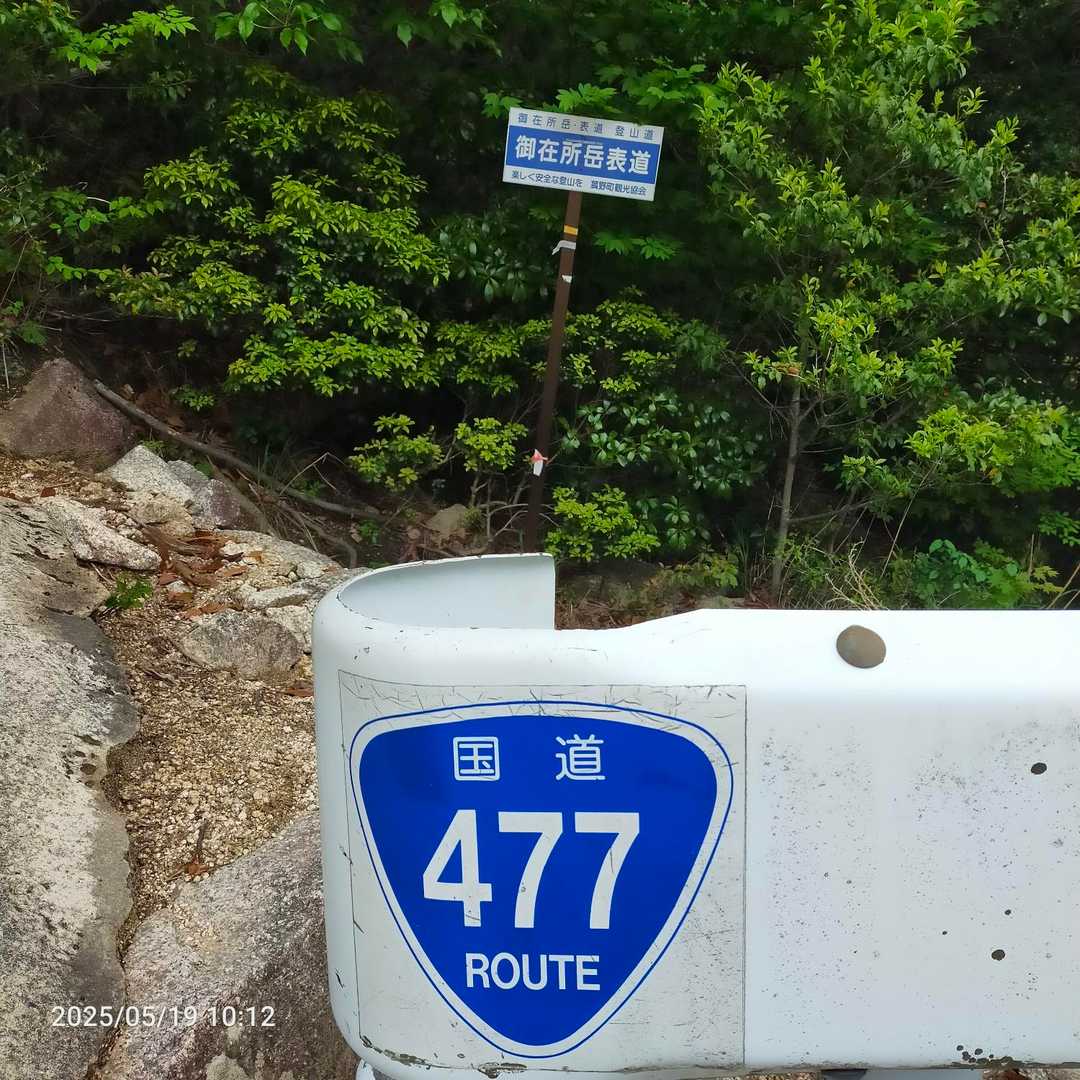 御在所岳・表道 登山道
御在所岳表道
楽しく安全な登山を 菰野町観光協会
国道
477
ROUTE
2025/05/19 10:12